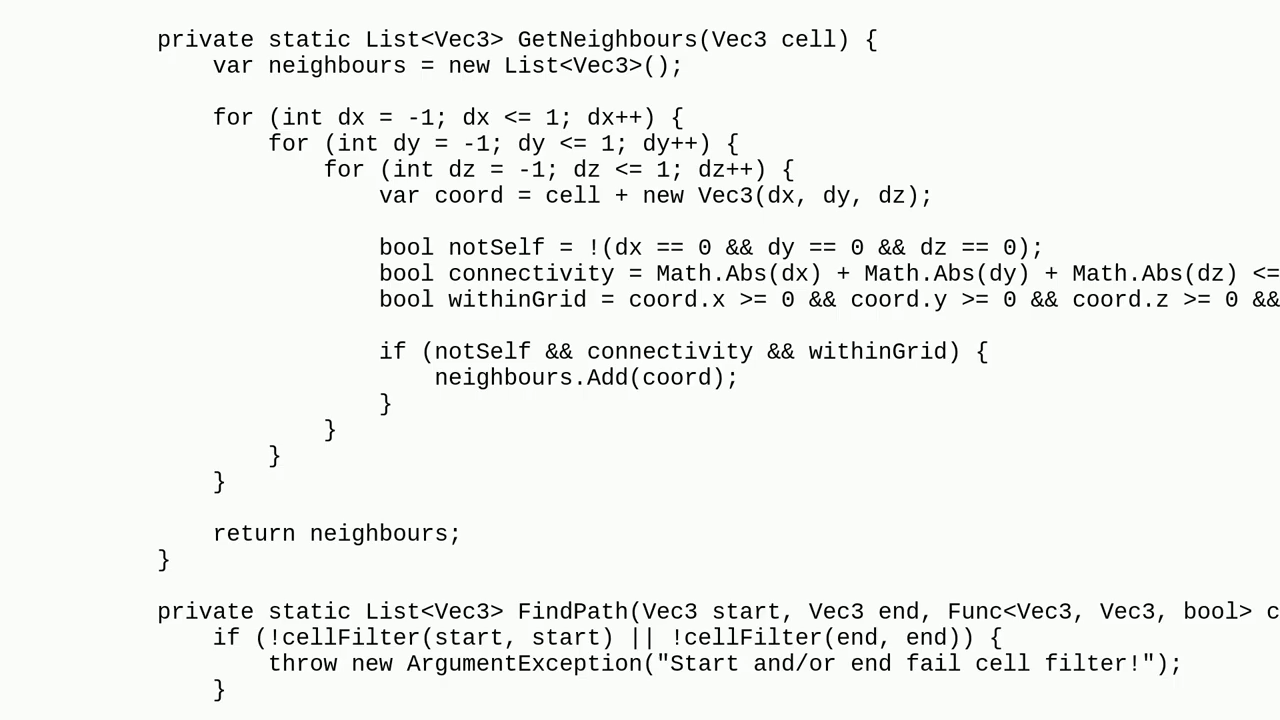 private static List<Vec3> GetNeighbours(Vec3 cell) {
var neighbours = new List<Vec3>();
for (int dx = -1; dx <= 1; dx++) {
for (int dy = -1; dy <= 1; dy++) {
for (int dz = -1; dz <= 1; dz++) {
var coord = cell + new Vec3(dx, dy, dz);
bool notSelf = !(dx == 0 && dy == 0 && dz == 0);
bool connectivity = Math.Abs(dx) + Math.Abs(dy) + Math.Abs(dz) <=
bool withinGrid = coord.x >= 0 && coord.y >= 0 && coord.z >= 0 &&
if (notSelf && connectivity && withinGrid) {
neighbours.Add(coord);
}
}
}
}
return neighbours;
}
private static List<Vec3> FindPath(Vec3 start, Vec3 end, Func<Vec3, Vec3, bool> c
if (!cellFilter(start, start) || !cellFilter(end, end)) {
throw new ArgumentException("Start and/or end fail cell filter!");
}